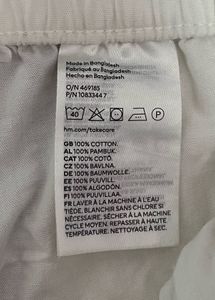 Made in Bangladesh
Fabriqué au Bangladesh
Hecho en Bangladesh
O/N 469185
P/N 10833447
40
P
hm.com/takecare
GB 100% COTTON.
AL 100% PAMBUK.
CAT 100% COTÓ.
CZ 100% BAVLNA.
DE 100% BAUMWOLLE.
EE 100% PUUVILL.
ES 100% ALGODÓN.
FI 100% PUUVILLAA.
FR LAVER À LA MACHINE À L'EAU
TIÈDE. BLANCHIR SANS CHLORE SI
NÉCESSAIRE. SÉCHER À LA MACHINE
CYCLE MOYEN. REPASSER À HAUTE
TEMPÉRATURE. NETTOYAGE À SEC.